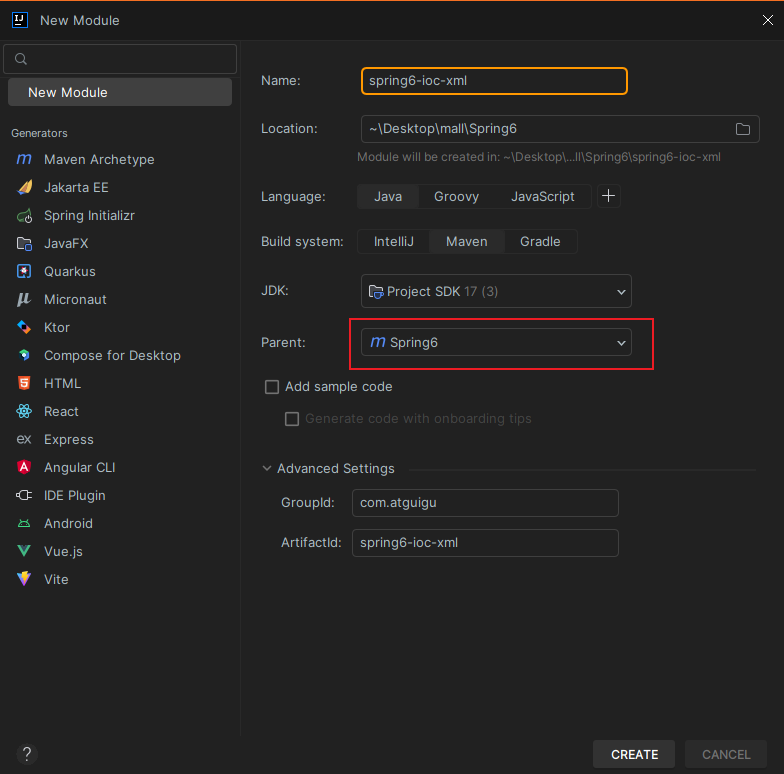 New Module
New Module
Generators
Maven Archetype
Jakarta EE
Spring Initializr
JavaFX
Quarkus
Micronaut
Ktor
Compose for Desktop
HTML
React
Express
Angular CLI
IDE Plugin
Android
Vue.js
Vite
Name: spring6-ioc-xml
Location: ~\Desktop\mall\Spring6
Module will be created in: ~\Desktop\...ll\Spring6\spring6-ioc-xml
Language: Java Groovy JavaScript +
Build system: IntelliJ Maven Gradle
JDK: Project SDK 17 (3)
Parent: m Spring6
Add sample code
Generate code with onboarding tips
Advanced Settings
GroupId: com.atguigu
ArtifactId: spring6-ioc-xml
? CREATE CANCEL